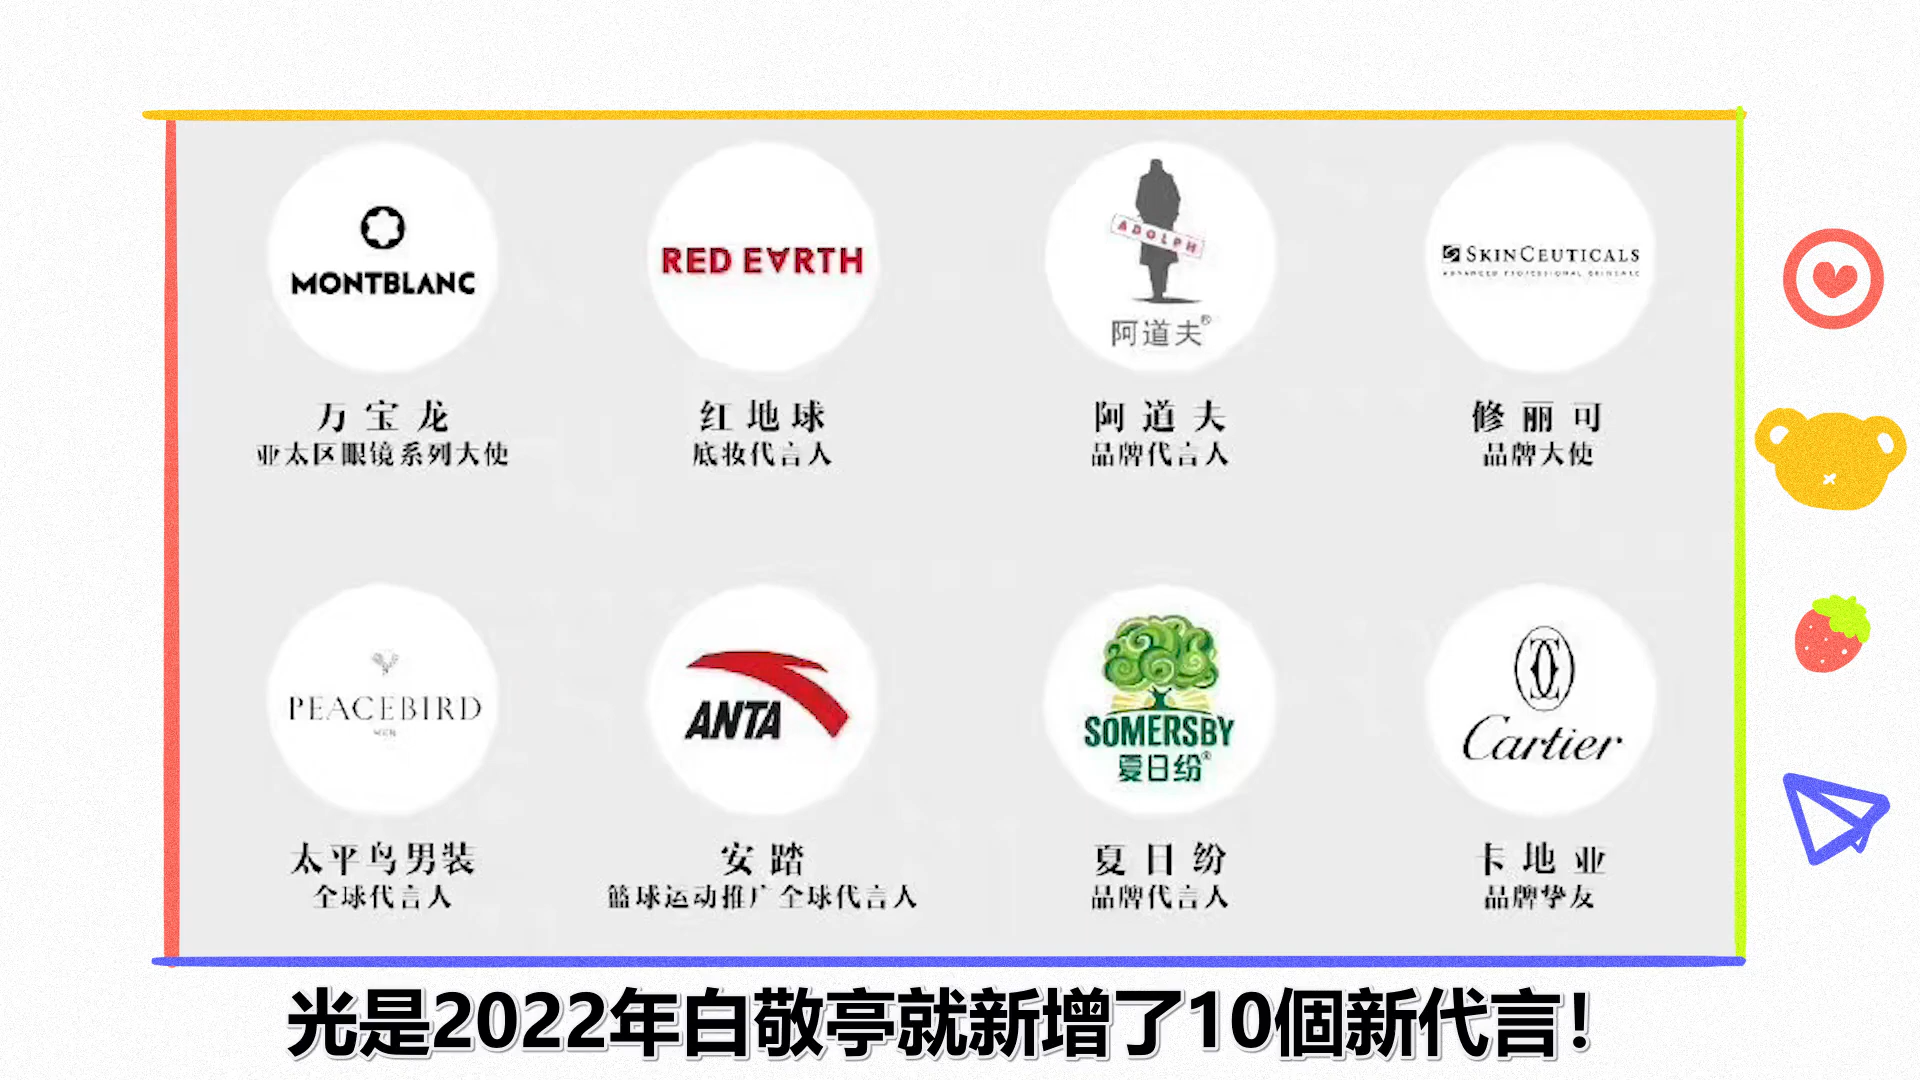 MONTBLANC
RED EARTH
ADOLPH
阿道夫®
SKINCEUTICALS
ADVANCED PROFESSIONAL SKINCARE
万宝龙
亚太区眼镜系列大使
红地球
底妆代言人
阿道夫
品牌代言人
修丽可
品牌大使
PEACEBIRD
MEN
ANTA
SOMERSBY
夏日纷®
Cartier
太平鸟男装
全球代言人
安踏
篮球运动推广全球代言人
夏日纷
品牌代言人
卡地亚
品牌挚友
光是2022年白敬亭就新增了10個新代言！